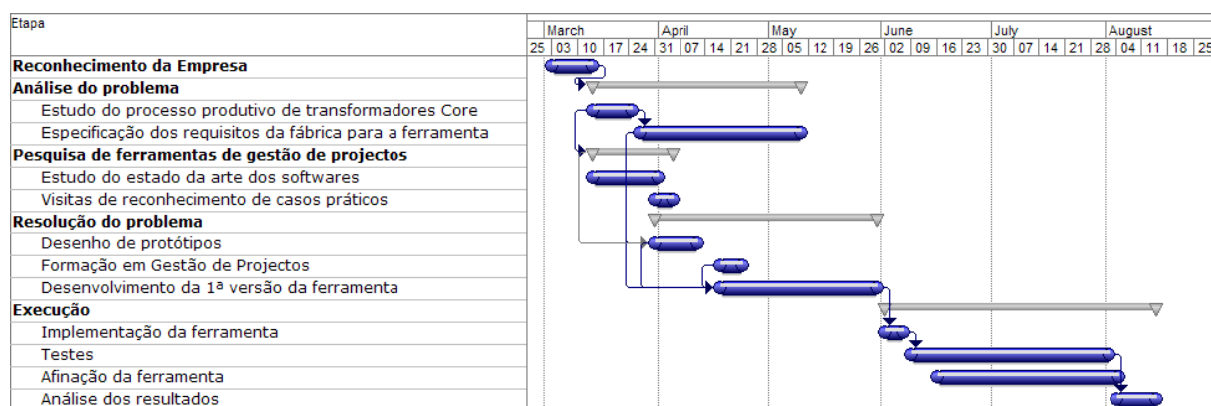 Etapa
March April May June July August
25 03 10 17 24 31 07 14 21 28 05 12 19 26 02 09 16 23 30 07 14 21 28 04 11 18 25
Reconhecimento da Empresa
Análise do problema
Estudo do processo produtivo de transformadores Core
Especificação dos requisitos da fábrica para a ferramenta
Pesquisa de ferramentas de gestão de projectos
Estudo do estado da arte dos softwares
Visitas de reconhecimento de casos práticos
Resolução do problema
Desenho de protótipos
Formação em Gestão de Projectos
Desenvolvimento da 1ª versão da ferramenta
Execução
Implementação da ferramenta
Testes
Afinação da ferramenta
Análise dos resultados